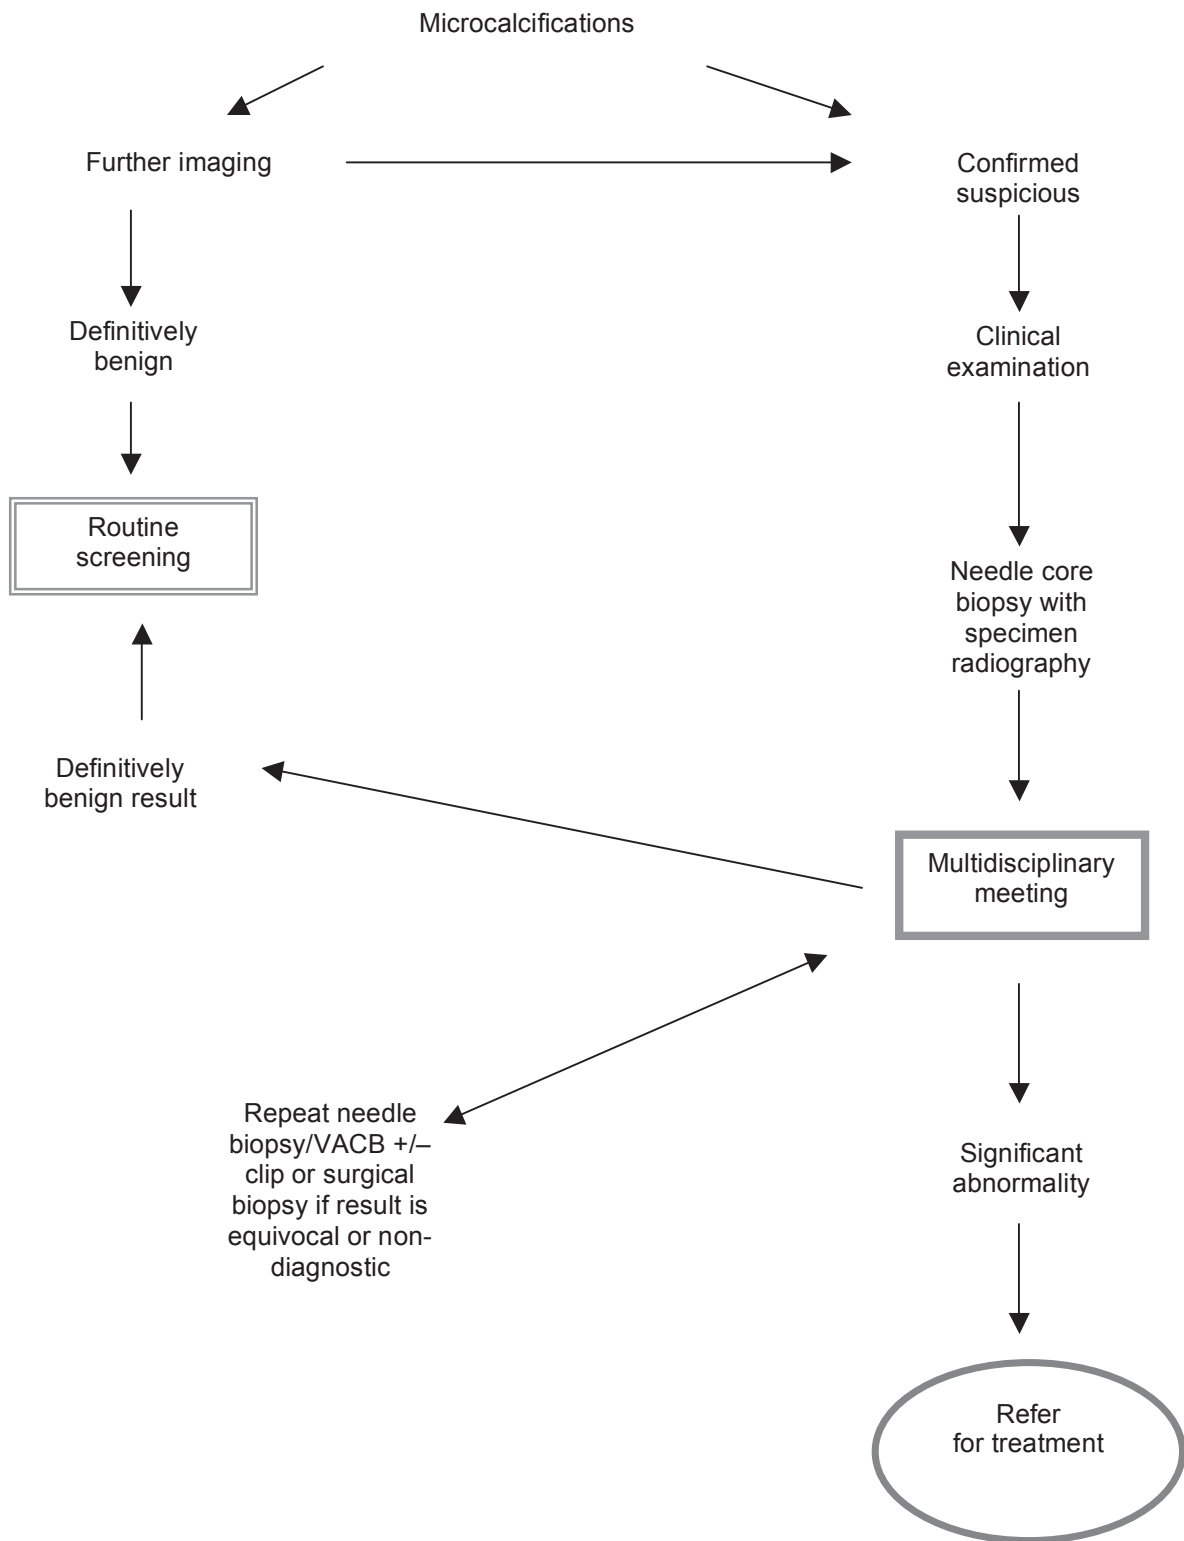 Microcalcifications
Further imaging
Confirmed
suspicious
Definitively
benign
Clinical
examination
Routine
screening
Needle core
biopsy with
specimen
radiography
Definitively
benign result
Multidisciplinary
meeting
Repeat needle
biopsy/VACB +/–
clip or surgical
biopsy if result is
equivocal or non-
diagnostic
Significant
abnormality
Refer
for treatment